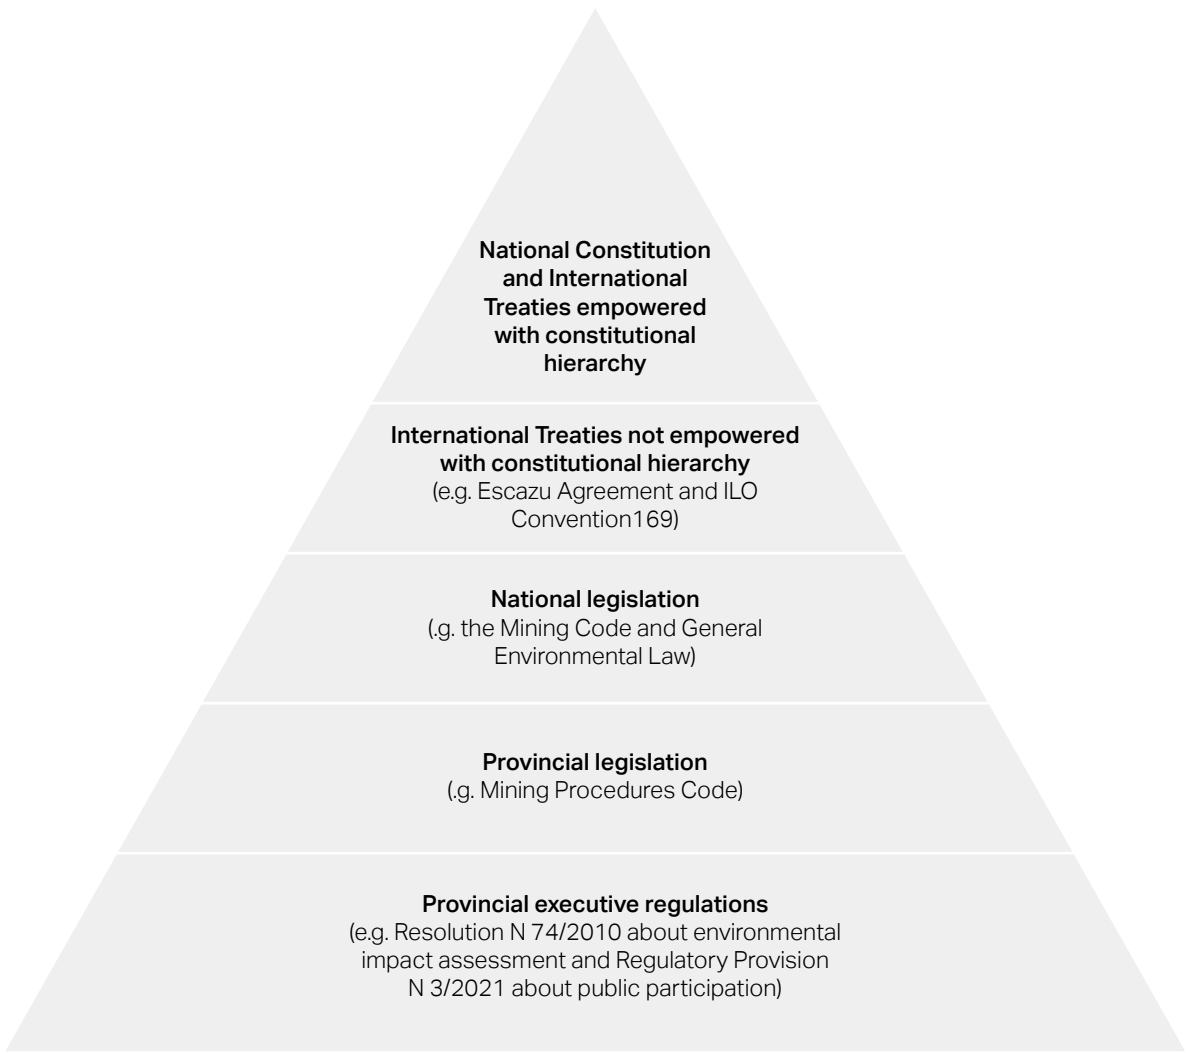 National Constitution
and International
Treaties empowered
with constitutional
hierarchy
International Treaties not empowered
with constitutional hierarchy
(e.g. Escazu Agreement and ILO
Convention169)
National legislation
(.g. the Mining Code and General
Environmental Law)
Provincial legislation
(.g. Mining Procedures Code)
Provincial executive regulations
(e.g. Resolution N 74/2010 about environmental
impact assessment and Regulatory Provision
N 3/2021 about public participation)